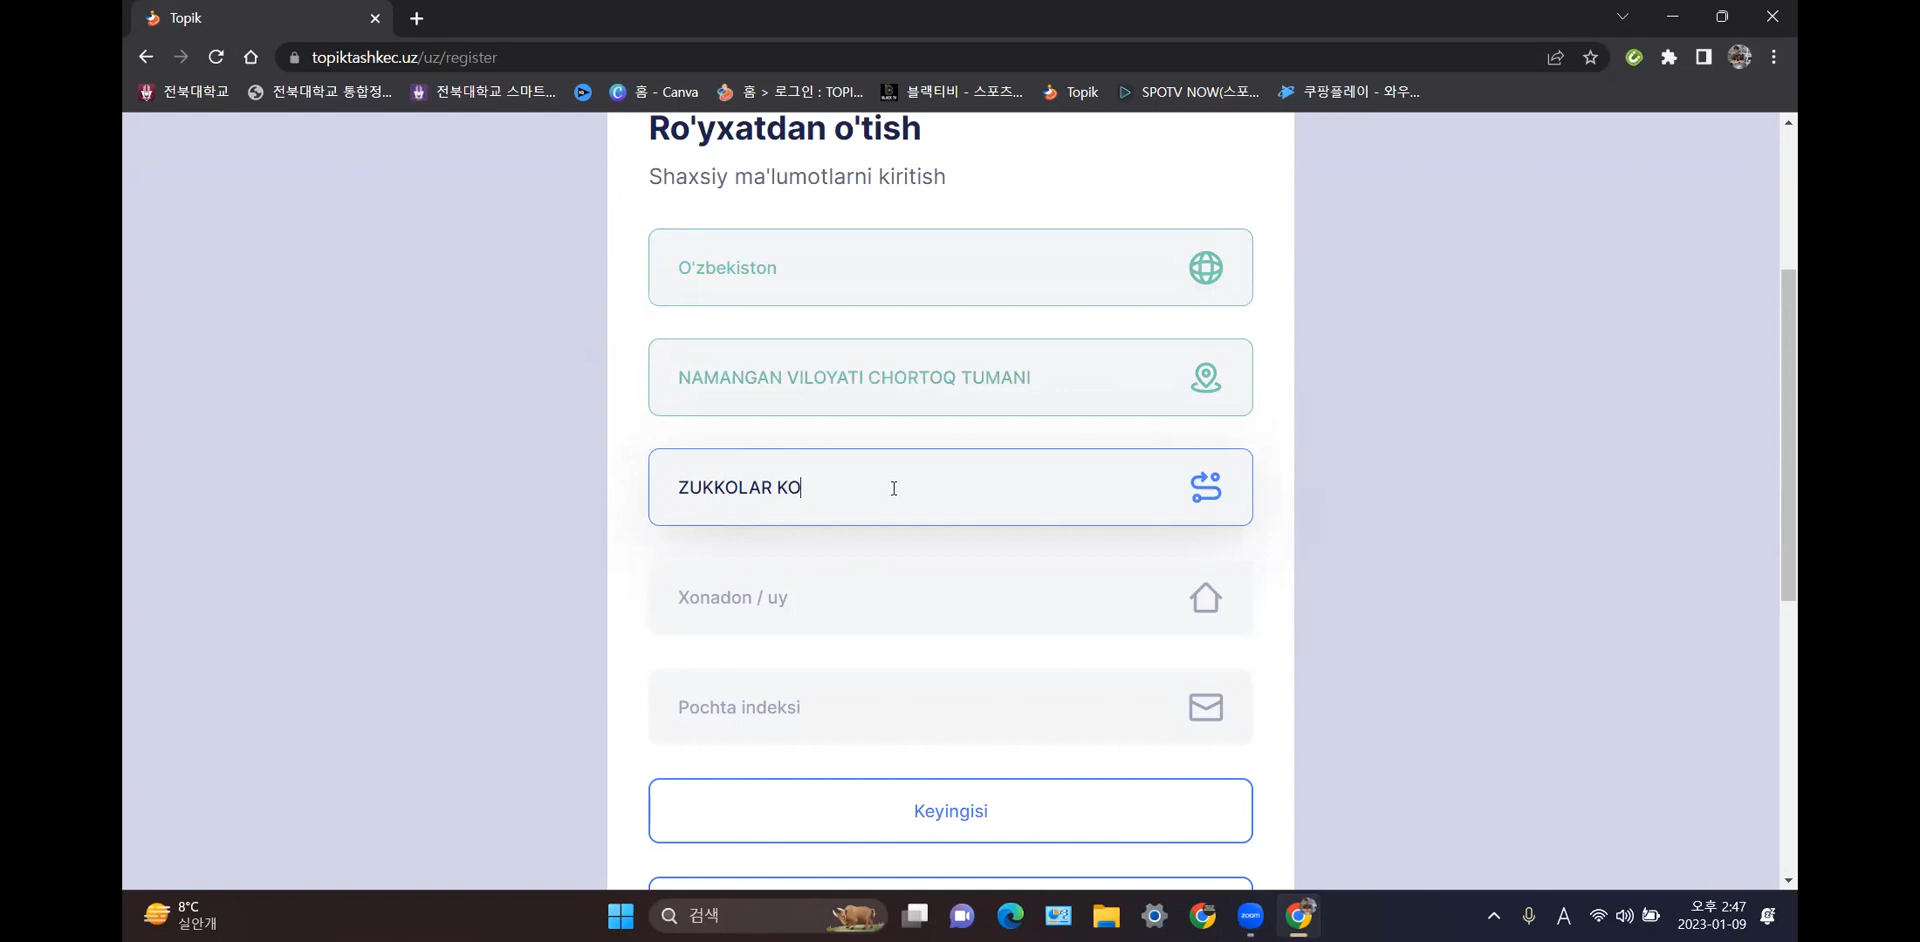 Topik
topiktashkec.uz/uz/register
전북대학교
전북대학교 통합정...
전북대학교 스마트...
홈 - Canva
홈 > 로그인 : TOPI...
블랙티비 - 스포츠...
Topik
SPOTV NOW(스포...
쿠팡플레이 - 와우...
Ro'yxatdan o'tish
Shaxsiy ma'lumotlarni kiritish
O'zbekiston
NAMANGAN VILOYATI CHORTOQ TUMANI
ZUKKOLAR KO
Xonadon / uy
Pochta indeksi
Keyingisi
8°C
실안개
검색
zoom
A
오후 2:47
2023-01-09